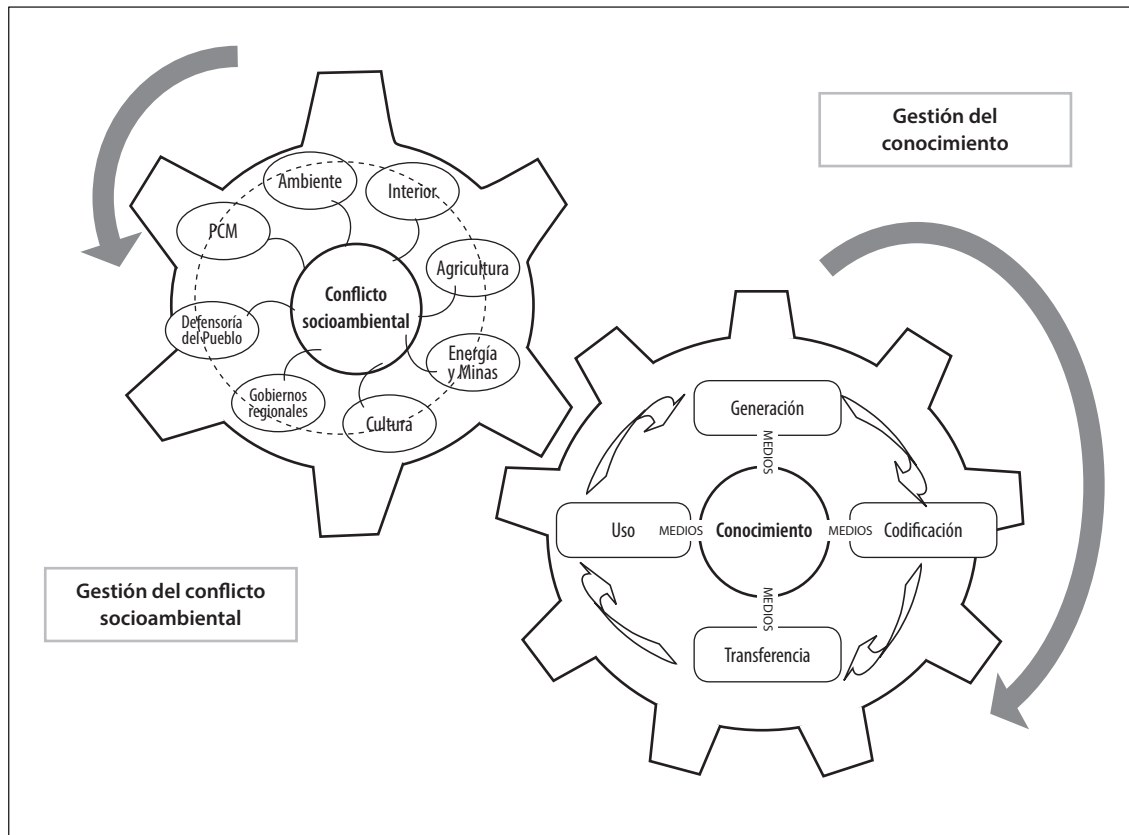 Gestión del
conocimiento
Ambiente
Interior
PCM
Agricultura
Conflicto
socioambiental
Defensoría
del Pueblo
Energía
y Minas
Gobiernos
regionales
Cultura
Generación
MEDIOS
Uso
MEDIOS
Conocimiento
MEDIOS
Codificación
MEDIOS
Transferencia
Gestión del conflicto
socioambiental